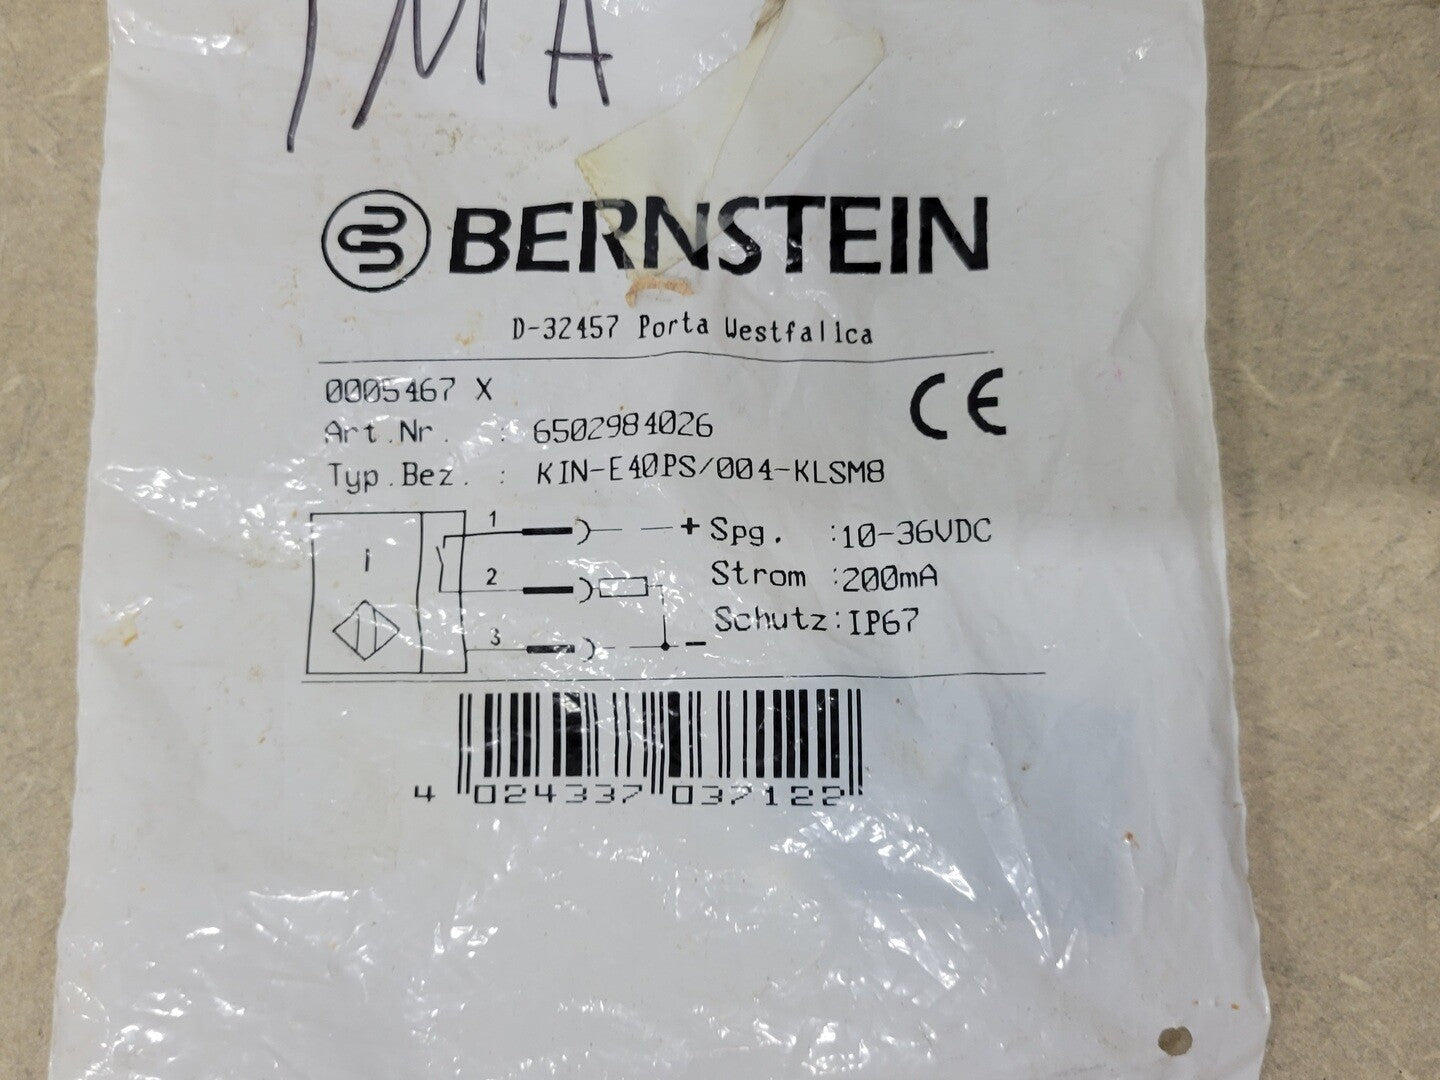 MA
BERNSTEIN
D-32457 Porta Westfalica
0005467 X
CE
Art.Nr. : 6502984026
Typ.Bez. : KIN-E40PS/004-KLSM8
1 + Spg. :10-36VDC
I
2 Strom :200mA
3 - Schutz:IP67
4 024337 037122